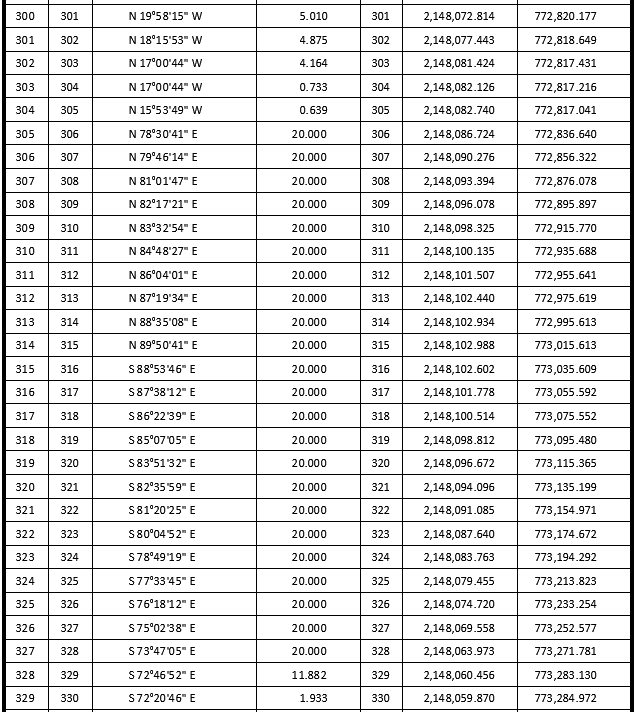 300 301 N 19°58'15" W 5.010 301 2,148,072.814 772,820.177
301 302 N 18°15'53" W 4.875 302 2,148,077.443 772,818.649
302 303 N 17°00'44" W 4.164 303 2,148,081.424 772,817.431
303 304 N 17°00'44" W 0.733 304 2,148,082.126 772,817.216
304 305 N 15°53'49" W 0.639 305 2,148,082.740 772,817.041
305 306 N 78°30'41" E 20.000 306 2,148,086.724 772,836.640
306 307 N 79°46'14" E 20.000 307 2,148,090.276 772,856.322
307 308 N 81°01'47" E 20.000 308 2,148,093.394 772,876.078
308 309 N 82°17'21" E 20.000 309 2,148,096.078 772,895.897
309 310 N 83°32'54" E 20.000 310 2,148,098.325 772,915.770
310 311 N 84°48'27" E 20.000 311 2,148,100.135 772,935.688
311 312 N 86°04'01" E 20.000 312 2,148,101.507 772,955.641
312 313 N 87°19'34" E 20.000 313 2,148,102.440 772,975.619
313 314 N 88°35'08" E 20.000 314 2,148,102.934 772,995.613
314 315 N 89°50'41" E 20.000 315 2,148,102.988 773,015.613
315 316 S 88°53'46" E 20.000 316 2,148,102.602 773,035.609
316 317 S 87°38'12" E 20.000 317 2,148,101.778 773,055.592
317 318 S 86°22'39" E 20.000 318 2,148,100.514 773,075.552
318 319 S 85°07'05" E 20.000 319 2,148,098.812 773,095.480
319 320 S 83°51'32" E 20.000 320 2,148,096.672 773,115.365
320 321 S 82°35'59" E 20.000 321 2,148,094.096 773,135.199
321 322 S 81°20'25" E 20.000 322 2,148,091.085 773,154.971
322 323 S 80°04'52" E 20.000 323 2,148,087.640 773,174.672
323 324 S 78°49'19" E 20.000 324 2,148,083.763 773,194.292
324 325 S 77°33'45" E 20.000 325 2,148,079.455 773,213.823
325 326 S 76°18'12" E 20.000 326 2,148,074.720 773,233.254
326 327 S 75°02'38" E 20.000 327 2,148,069.558 773,252.577
327 328 S 73°47'05" E 20.000 328 2,148,063.973 773,271.781
328 329 S 72°46'52" E 11.882 329 2,148,060.456 773,283.130
329 330 S 72°20'46" E 1.933 330 2,148,059.870 773,284.972